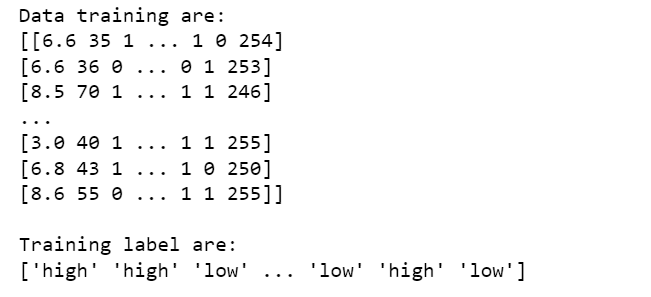 Data training are:
[[6.6 35 1 ... 1 0 254]
[6.6 36 0 ... 0 1 253]
[8.5 70 1 ... 1 1 246]
...
[3.0 40 1 ... 1 1 255]
[6.8 43 1 ... 1 0 250]
[8.6 55 0 ... 1 1 255]]
Training label are:
['high' 'high' 'low' ... 'low' 'high' 'low']